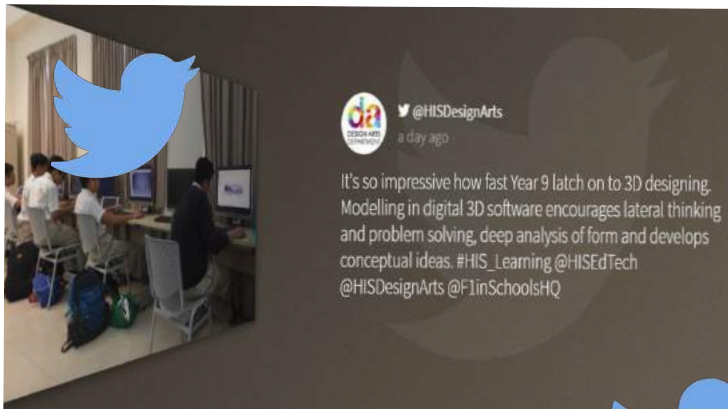 da
DESIGN ARTS
DEPARTMENT
@HISDesignArts
a day ago
It's so impressive how fast Year 9 latch on to 3D designing.
Modelling in digital 3D software encourages lateral thinking
and problem solving, deep analysis of form and develops
conceptual ideas. #HIS_Learning @HISEdTech
@HISDesignArts @F1inSchoolsHQ